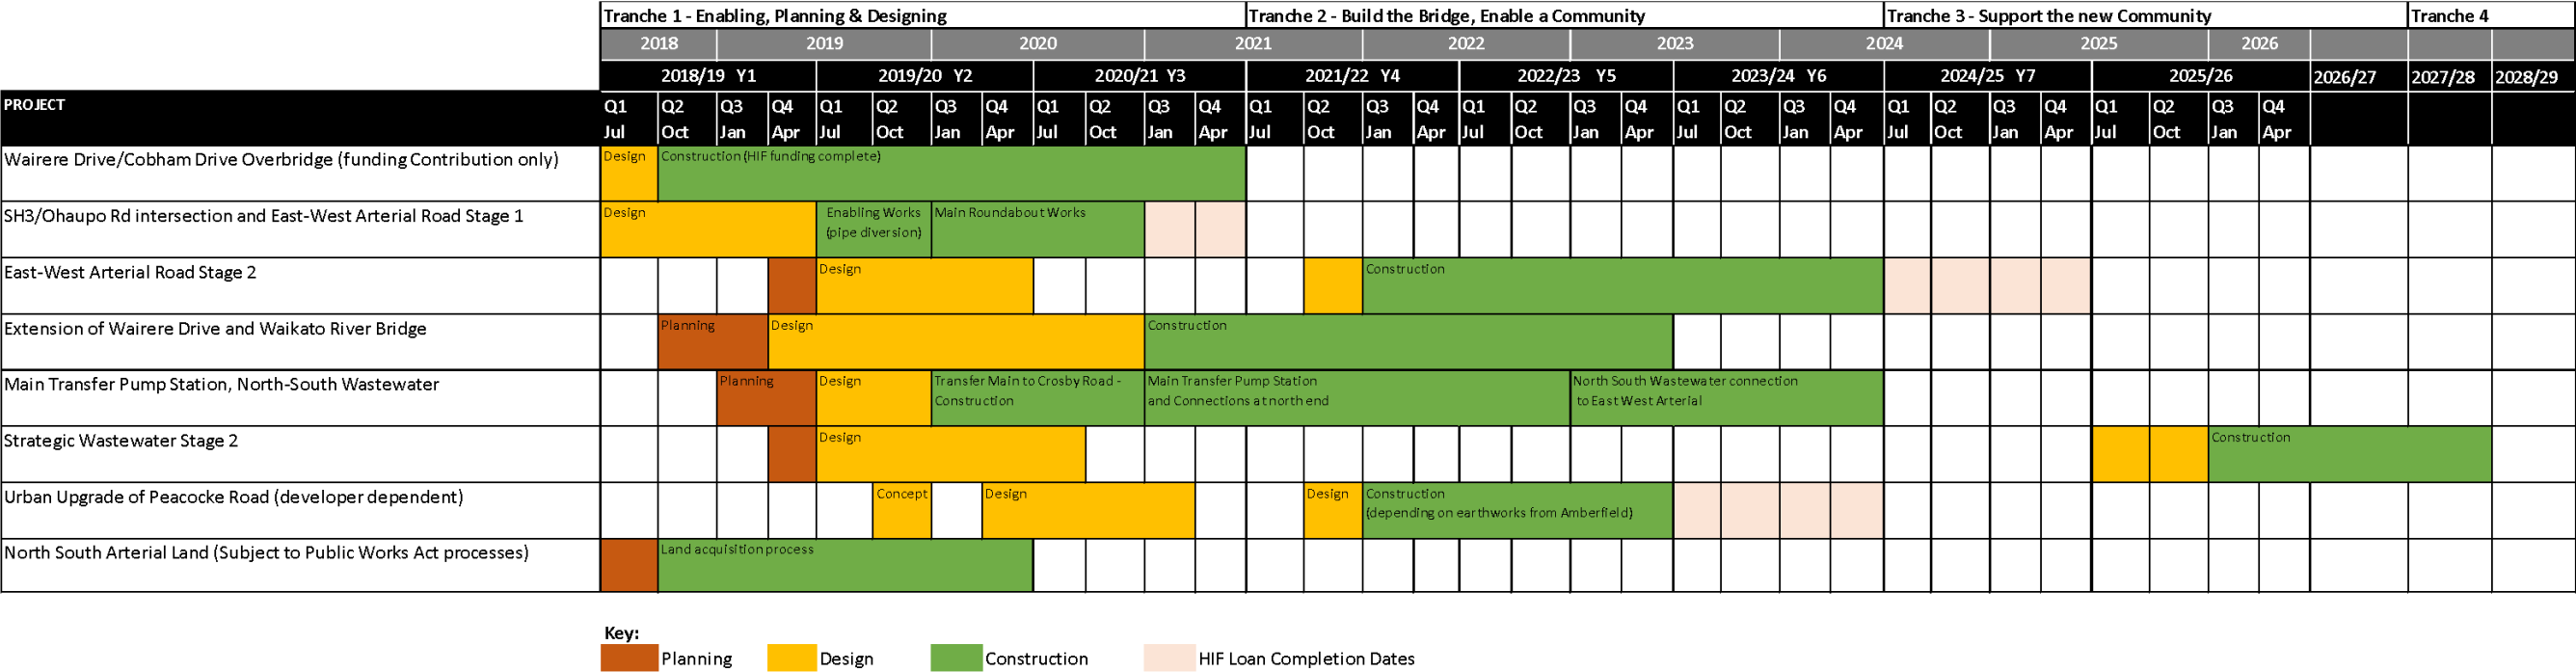 Tranche 1 - Enabling, Planning & Designing Tranche 2 - Build the Bridge, Enable a Community Tranche 3 - Support the new Community Tranche 4
2018 2019 2020 2021 2022 2023 2024 2025 2026
2018/19 Y1 2019/20 Y2 2020/21 Y3 2021/22 Y4 2022/23 Y5 2023/24 Y6 2024/25 Y7 2025/26 2026/27 2027/28 2028/29
PROJECT Q1 Q2 Q3 Q4 Q1 Q2 Q3 Q4 Q1 Q2 Q3 Q4 Q1 Q2 Q3 Q4 Q1 Q2 Q3 Q4 Q1 Q2 Q3 Q4 Q1 Q2 Q3 Q4 Q1 Q2 Q3 Q4
Jul Oct Jan Apr Jul Oct Jan Apr Jul Oct Jan Apr Jul Oct Jan Apr Jul Oct Jan Apr Jul Oct Jan Apr Jul Oct Jan Apr Jul Oct Jan Apr
Wairere Drive/Cobham Drive Overbridge (funding Contribution only) Design Construction (HIF funding complete)
SH3/Ohaupo Rd intersection and East-West Arterial Road Stage 1 Design Enabling Works Main Roundabout Works
(pipe diversion)
East-West Arterial Road Stage 2 Design Construction
Extension of Wairere Drive and Waikato River Bridge Planning Design Construction
Main Transfer Pump Station, North-South Wastewater Planning Design Transfer Main to Crosby Road - Main Transfer Pump Station North South Wastewater connection
Construction and Connections at north end to East West Arterial
Strategic Wastewater Stage 2 Design Construction
Urban Upgrade of Peacocke Road (developer dependent) Concept Design Design Construction
(depending on earthworks from Amberfield)
North South Arterial Land (Subject to Public Works Act processes) Land acquisition process
Key:
Planning Design Construction HIF Loan Completion Dates